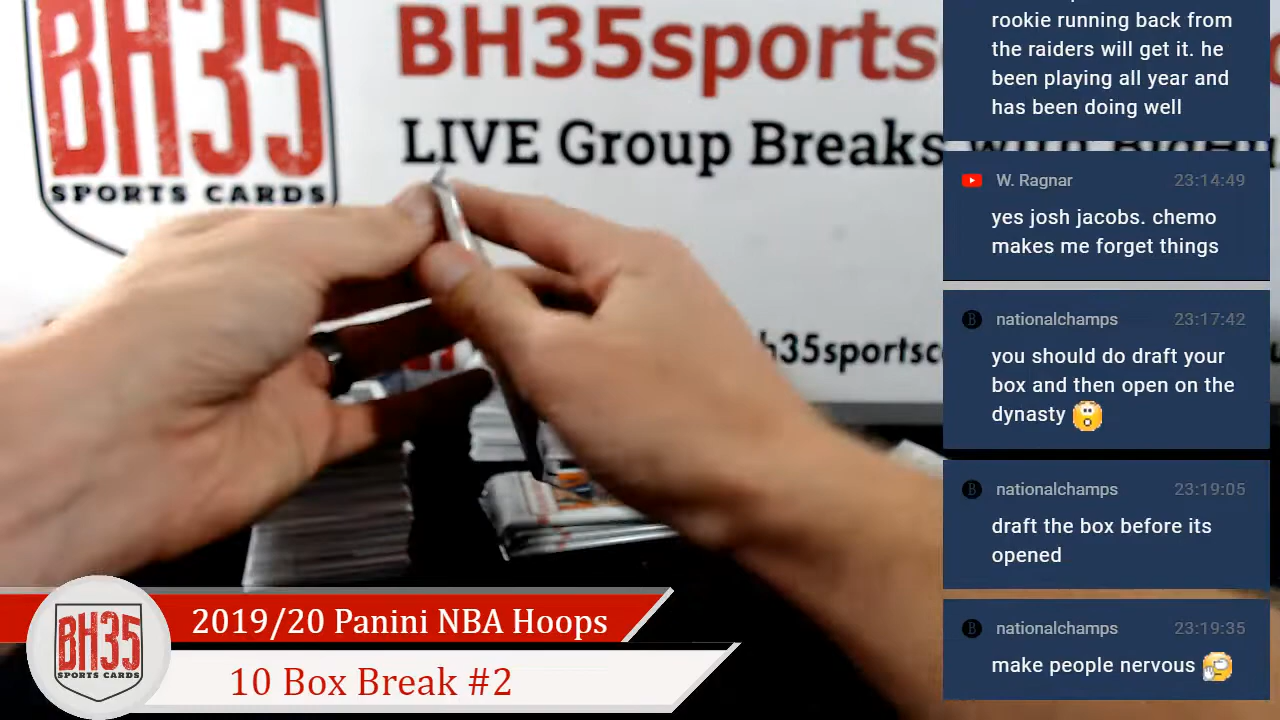 BH35
SPORTS CARDS
BH35sports
LIVE Group Breaks with
h35sportsc
rookie running back from
the raiders will get it. he
been playing all year and
has been doing well
W. Ragnar 23:14:49
yes josh jacobs. chemo
makes me forget things
nationalchamps 23:17:42
you should do draft your
box and then open on the
dynasty
nationalchamps 23:19:05
draft the box before its
opened
nationalchamps 23:19:35
make people nervous
BH35
SPORTS CARDS
2019/20 Panini NBA Hoops
10 Box Break #2